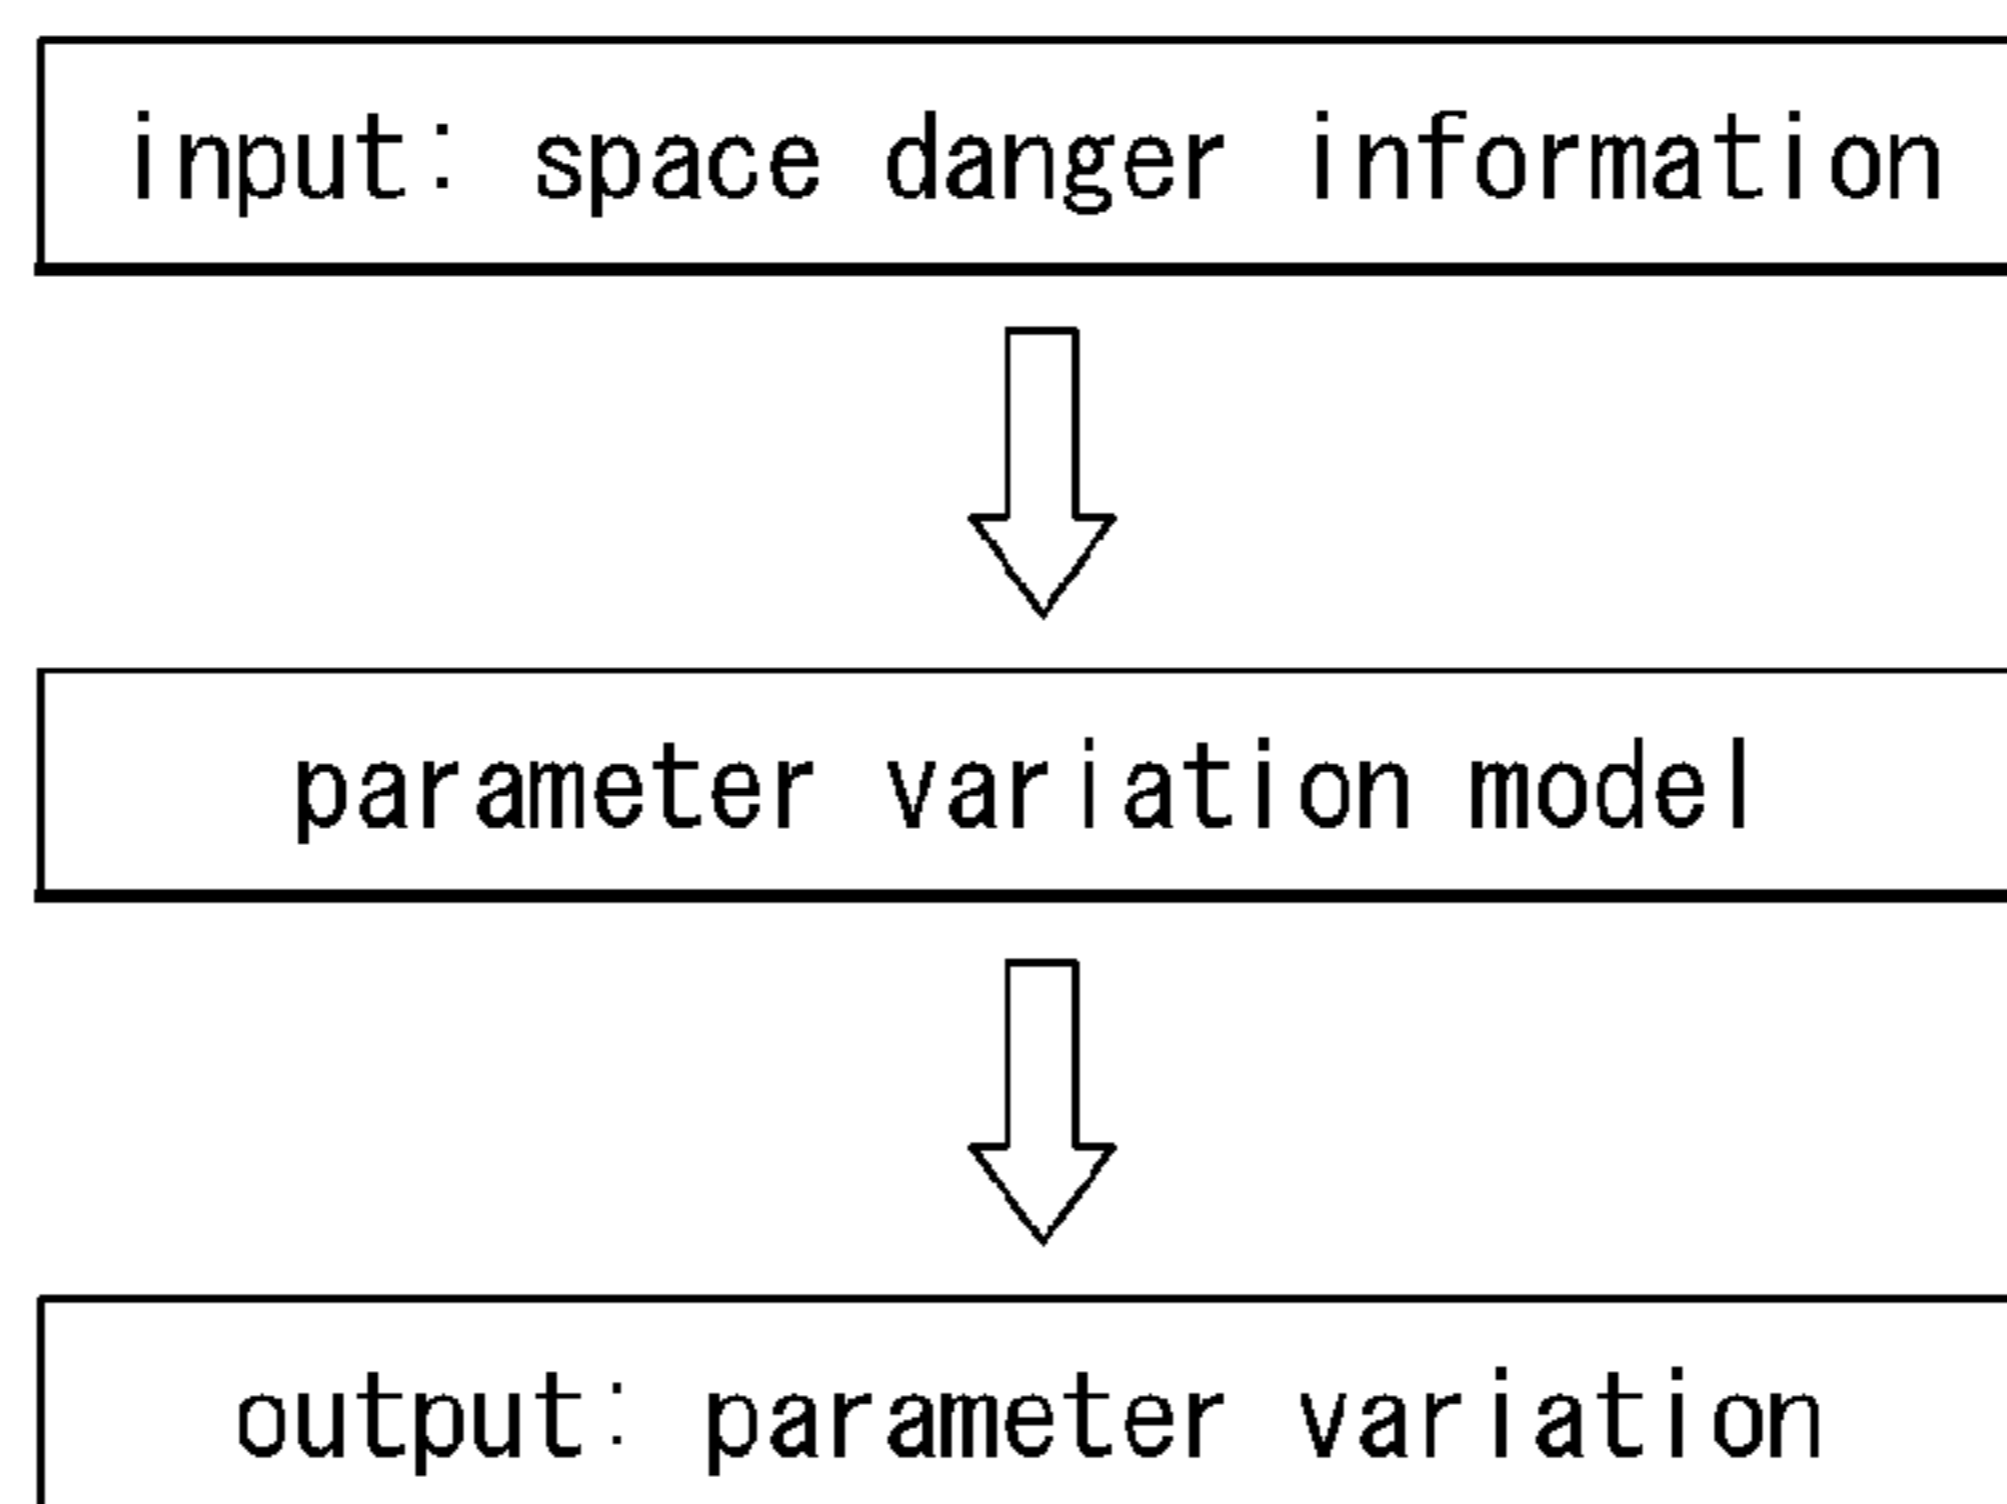 input: space danger information
parameter variation model
output: parameter variation